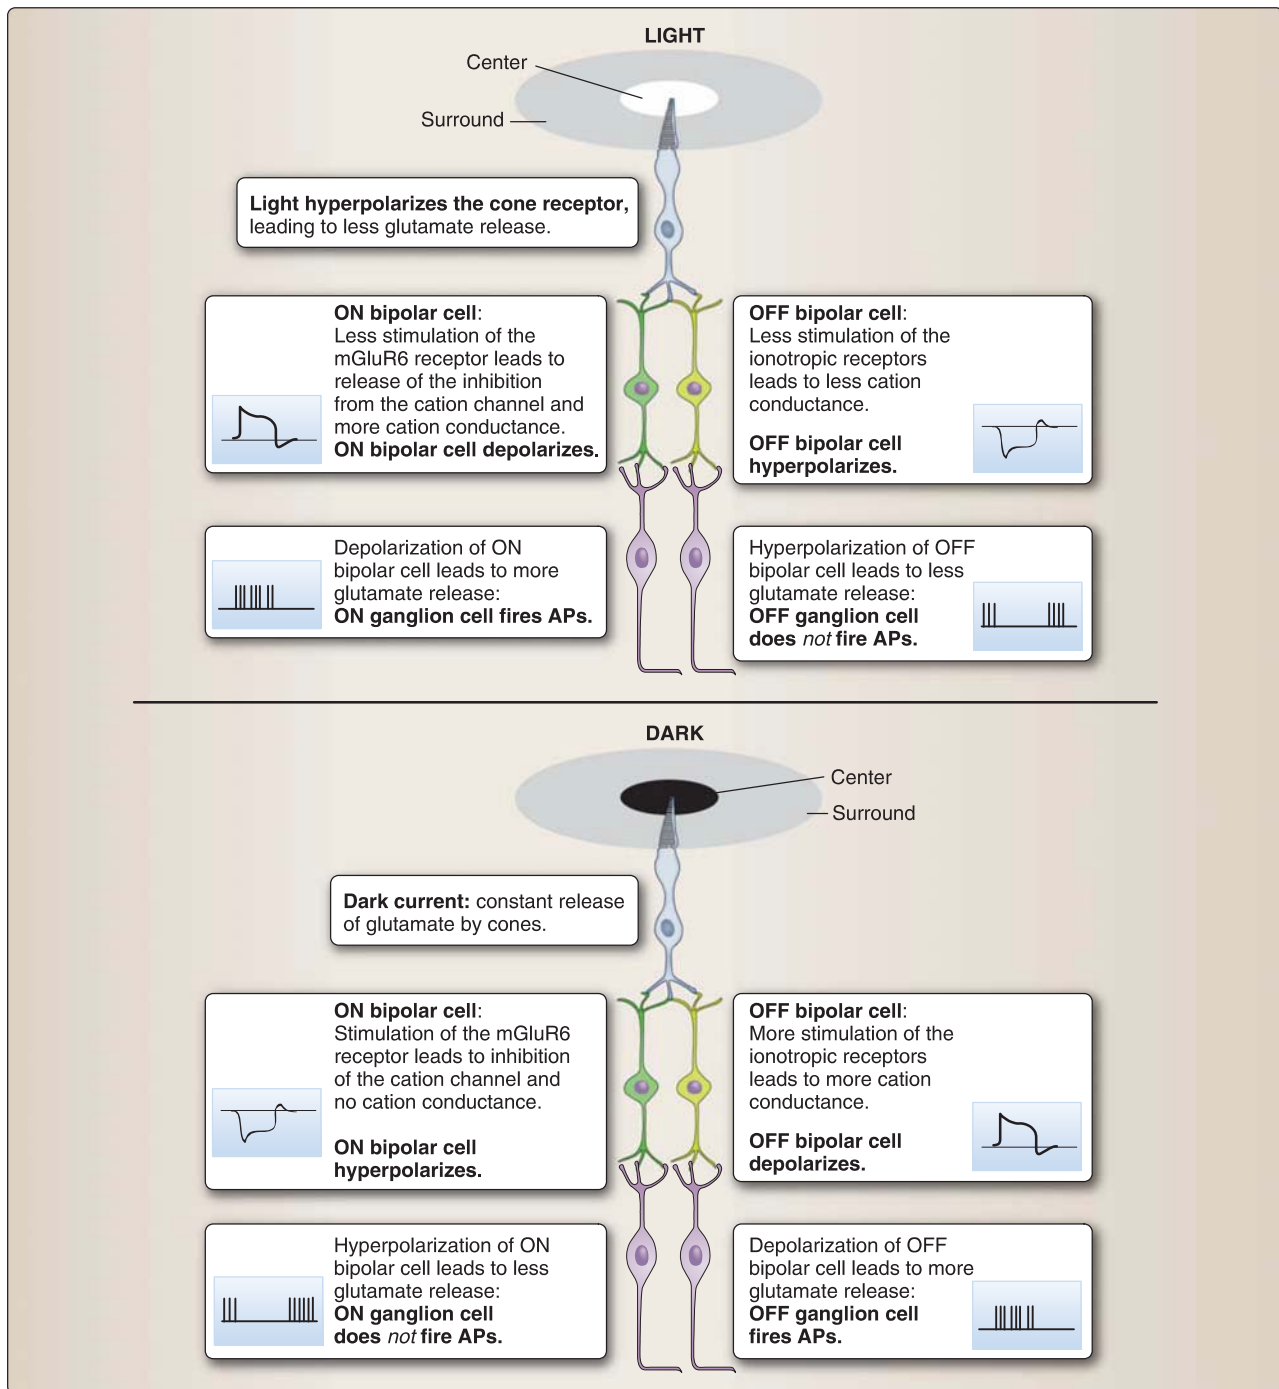 LIGHT
Center
Surround
Light hyperpolarizes the cone receptor,
leading to less glutamate release.
ON bipolar cell:
Less stimulation of the
mGluR6 receptor leads to
release of the inhibition
from the cation channel and
more cation conductance.
ON bipolar cell depolarizes.
OFF bipolar cell:
Less stimulation of the
ionotropic receptors
leads to less cation
conductance.
OFF bipolar cell
hyperpolarizes.
Depolarization of ON
bipolar cell leads to more
glutamate release:
ON ganglion cell fires APs.
Hyperpolarization of OFF
bipolar cell leads to less
glutamate release:
OFF ganglion cell
does not fire APs.
DARK
Center
Surround
Dark current: constant release
of glutamate by cones.
ON bipolar cell:
Stimulation of the mGluR6
receptor leads to inhibition
of the cation channel and
no cation conductance.
ON bipolar cell
hyperpolarizes.
OFF bipolar cell:
More stimulation of the
ionotropic receptors
leads to more cation
conductance.
OFF bipolar cell
depolarizes.
Hyperpolarization of ON
bipolar cell leads to less
glutamate release:
ON ganglion cell
does not fire APs.
Depolarization of OFF
bipolar cell leads to more
glutamate release:
OFF ganglion cell
fires APs.